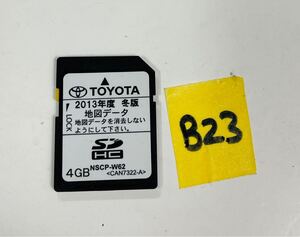 TOYOTA
2013年度 冬版
地図データ
地図データを消去しない
ようにして下さい。
LOCK
SD
HC
NSCP-W62
4GB <CAN7322-A>
B23